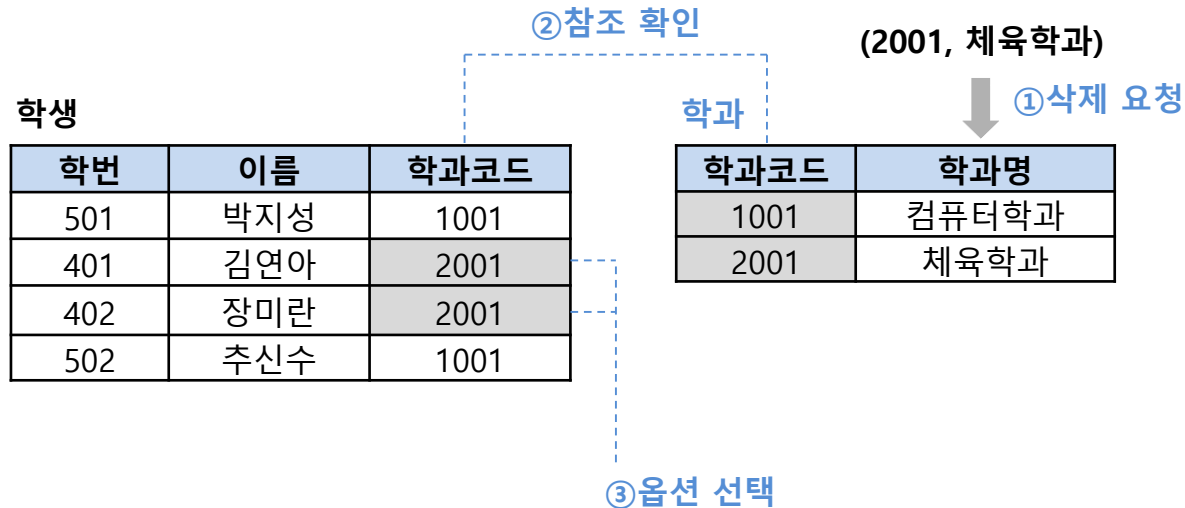 ②참조 확인
(2001, 체육학과)
①삭제 요청
학생
학과
학번 이름 학과코드
501 박지성 1001
401 김연아 2001
402 장미란 2001
502 추신수 1001
학과코드 학과명
1001 컴퓨터학과
2001 체육학과
③옵션 선택